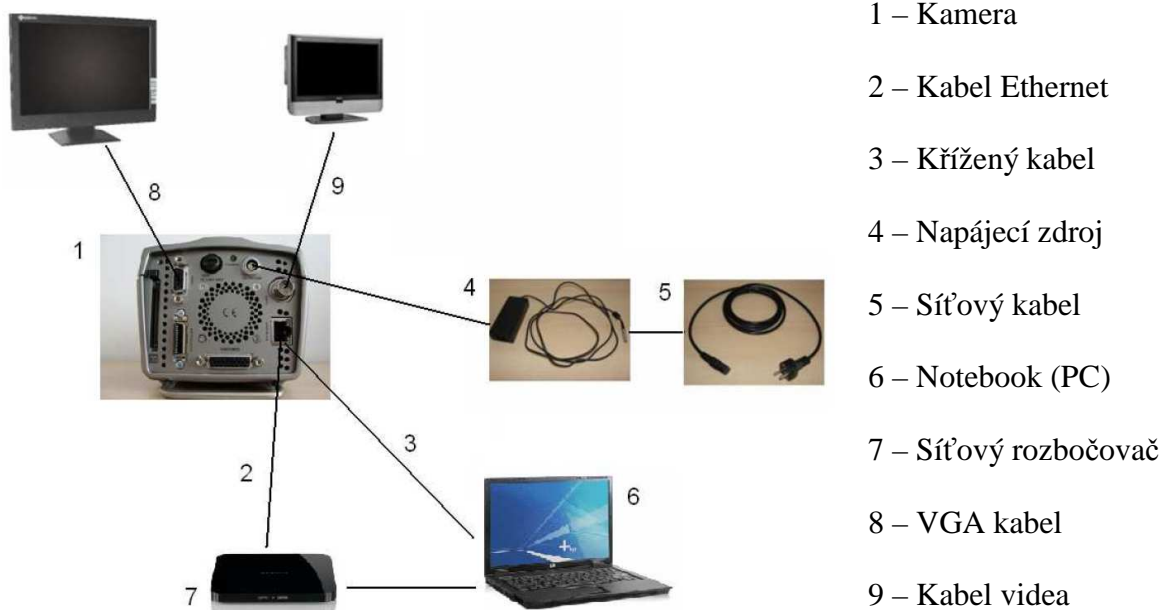 1 – Kamera
2 – Kabel Ethernet
3 – Křížený kabel
4 – Napájecí zdroj
5 – Síťový kabel
6 – Notebook (PC)
7 – Síťový rozbočovač
8 – VGA kabel
9 – Kabel videa
8
9
1
4
5
3
2
6
7